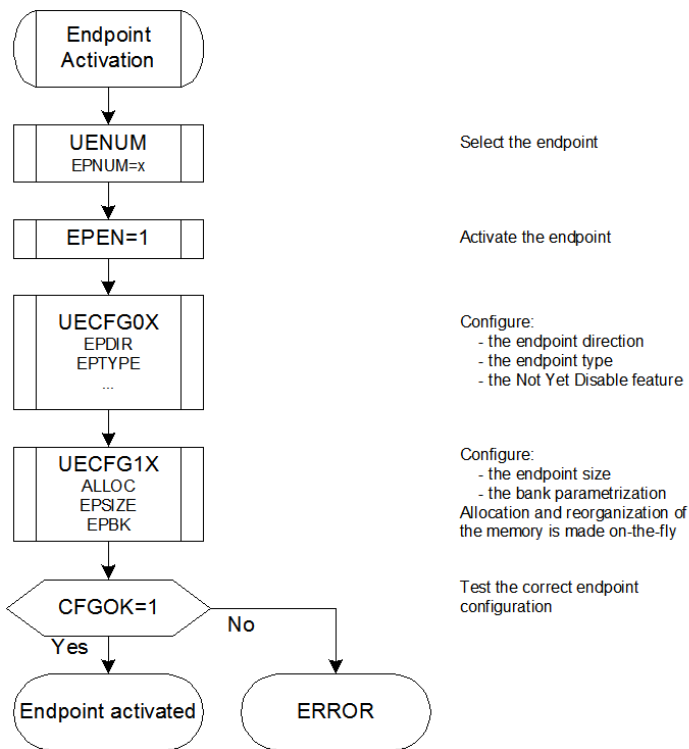 Endpoint
Activation
UENUM
EPNUM=x
Select the endpoint
EPEN=1
Activate the endpoint
UECFG0X
EPDIR
EPTYPE
...
Configure:
- the endpoint direction
- the endpoint type
- the Not Yet Disable feature
UECFG1X
ALLOC
EPSIZE
EPBK
Configure:
- the endpoint size
- the bank parametrization
Allocation and reorganization of
the memory is made on-the-fly
CFGOK=1
Test the correct endpoint
configuration
No
Yes
Endpoint activated
ERROR